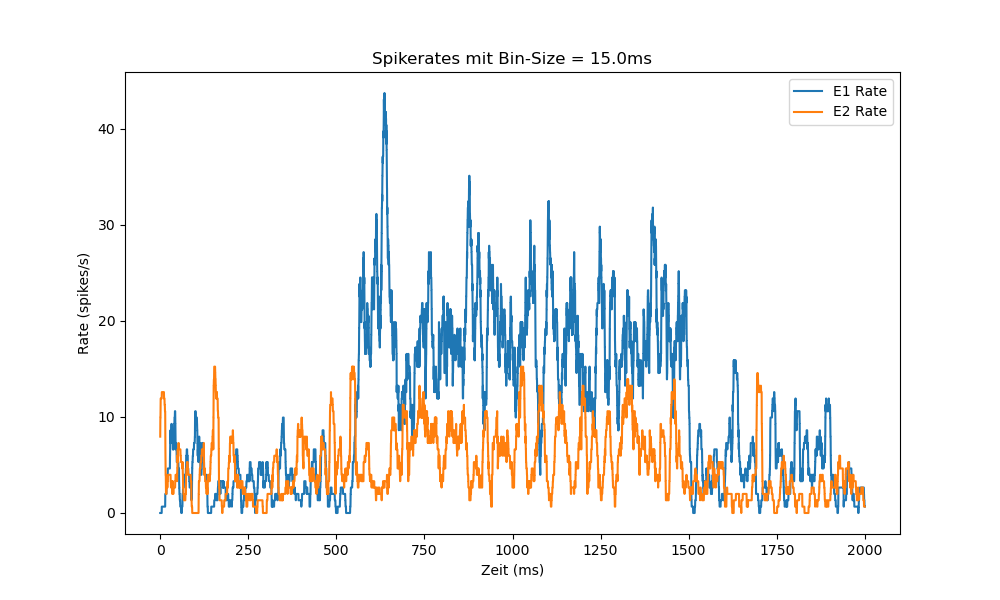 Spikerates mit Bin-Size = 15.0ms
E1 Rate
E2 Rate
Rate (spikes/s)
40
30
20
10
0
0 250 500 750 1000 1250 1500 1750 2000
Zeit (ms)